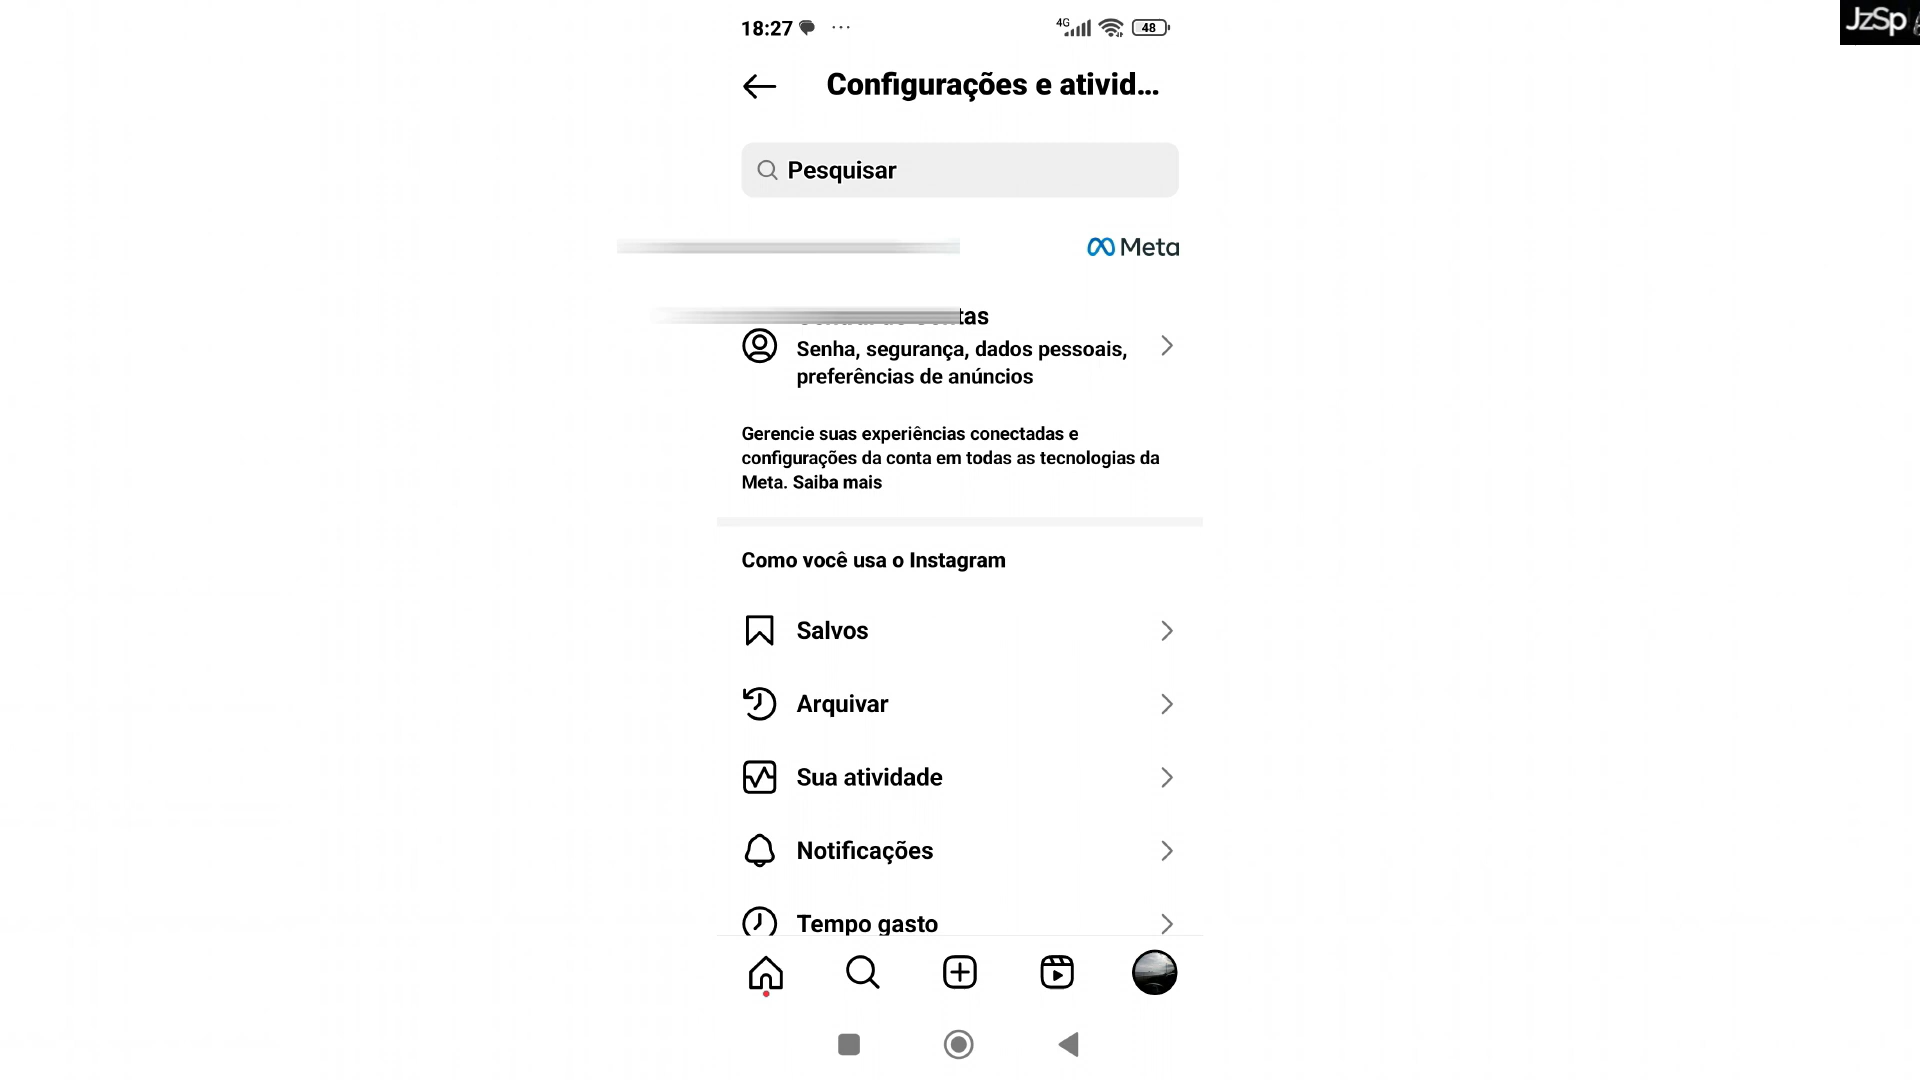 18:27 ... 4G 48
JzSp
Configurações e ativid...
Pesquisar
Meta
Senha, segurança, dados pessoais,
preferências de anúncios
Gerencie suas experiências conectadas e
configurações da conta em todas as tecnologias da
Meta. Saiba mais
Como você usa o Instagram
Salvos
Arquivar
Sua atividade
Notificações
Tempo gasto